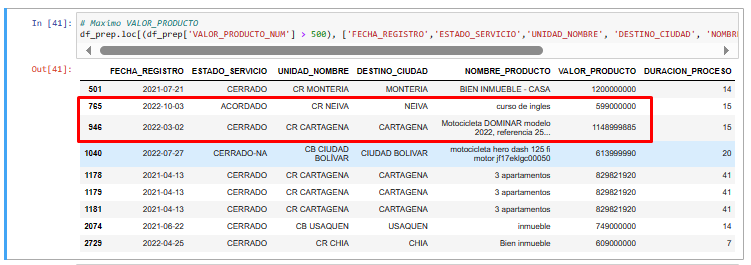 In [41]:
# Maximo VALOR_PRODUCTO
df_prep.loc[(df_prep['VALOR_PRODUCTO_NUM'] > 500), ['FECHA_REGISTRO','ESTADO_SERVICIO','UNIDAD_NOMBRE', 'DESTINO_CIUDAD', 'NOMBR
Out[41]:
FECHA_REGISTRO ESTADO_SERVICIO UNIDAD_NOMBRE DESTINO_CIUDAD NOMBRE_PRODUCTO VALOR_PRODUCTO DURACION_PROCESO
501 2021-07-21 CERRADO CR MONTERIA MONTERIA BIEN INMUEBLE - CASA 1200000000 14
765 2022-10-03 ACORDADO CR NEIVA NEIVA curso de ingles 599000000 15
946 2022-03-02 CERRADO CR CARTAGENA CARTAGENA Motocicleta DOMINAR modelo 2022, referencia 25... 1148999885 15
1040 2022-07-27 CERRADO-NA CB CIUDAD BOLÍVAR CIUDAD BOLIVAR motocicleta hero dash 125 fi motor jf17eklgc00050 613999990 20
1178 2021-04-13 CERRADO CR CARTAGENA CARTAGENA 3 apartamentos 829821920 41
1179 2021-04-13 CERRADO CR CARTAGENA CARTAGENA 3 apartamentos 829821920 41
1181 2021-04-13 CERRADO CR CARTAGENA CARTAGENA 3 apartamentos 829821920 41
2074 2021-06-22 CERRADO CB USAQUEN USAQUEN inmueble 749000000 14
2729 2022-04-25 CERRADO CR CHIA CHIA Bien inmueble 609000000 7